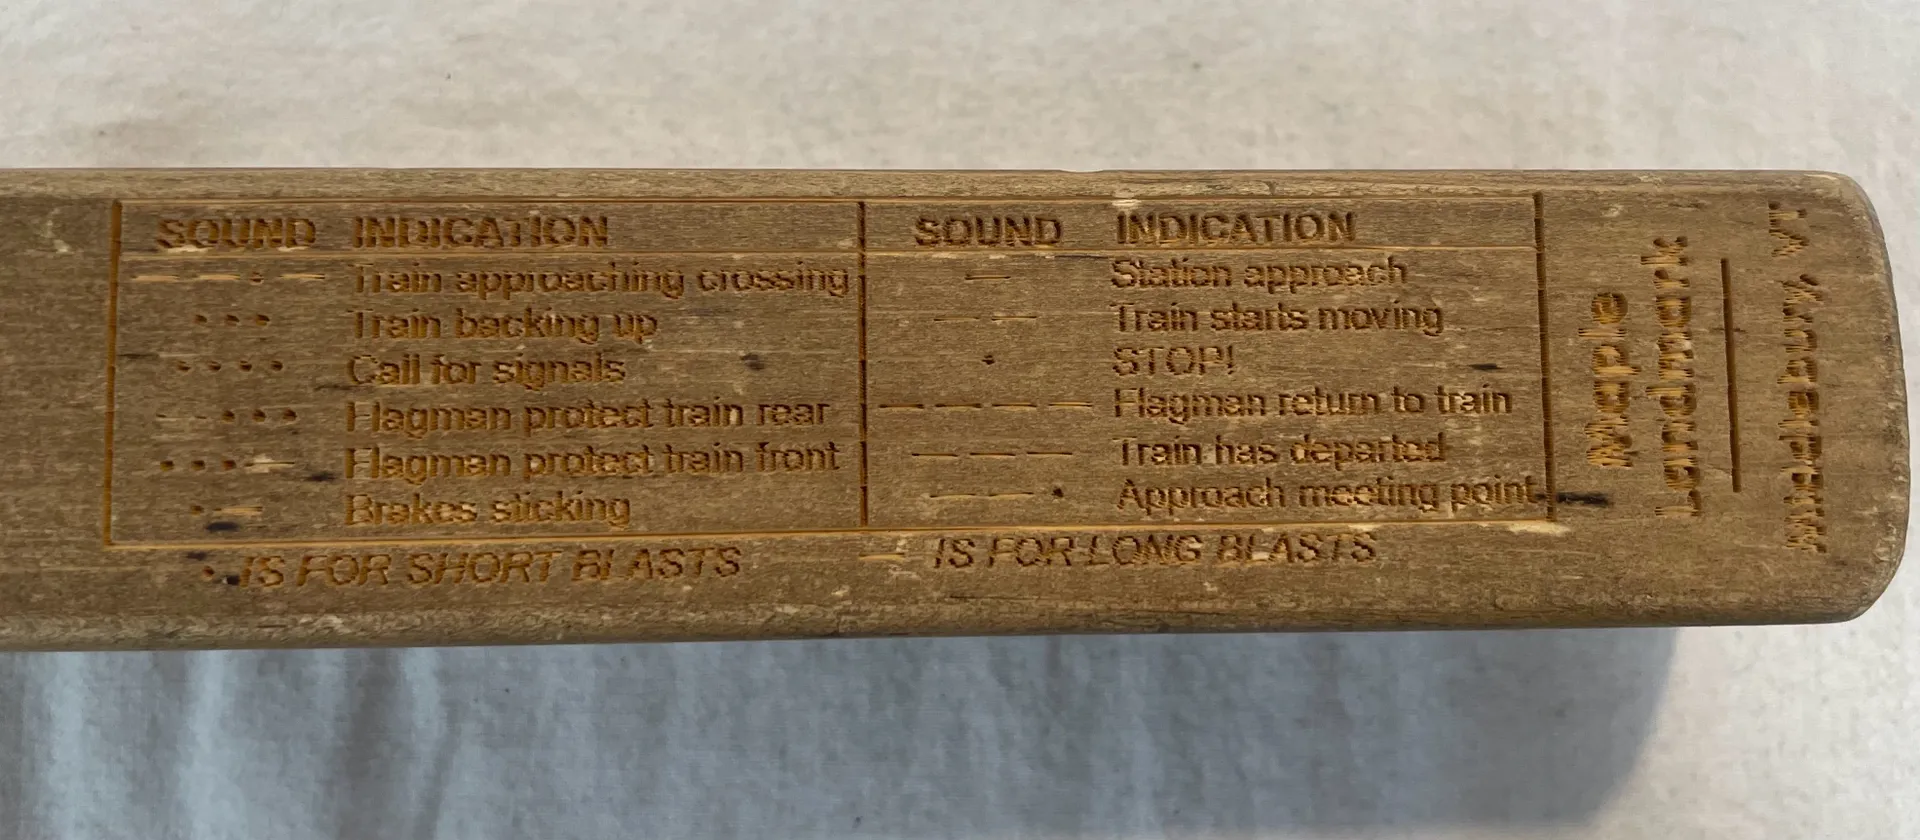 SOUND INDICATION
— — • — Train approaching crossing
• • • Train backing up
• • • • Call for signals
— • • • Flagman protect train rear
• • • — Flagman protect train front
• — Brakes sticking
SOUND INDICATION
— Station approach
— — Train starts moving
• STOP!
— — — — — Flagman return to train
— — — Train has departed
— — — • Approach meeting point
• IS FOR SHORT BLASTS
— IS FOR LONG BLASTS
Maple
Landmark
Middlebury, VT